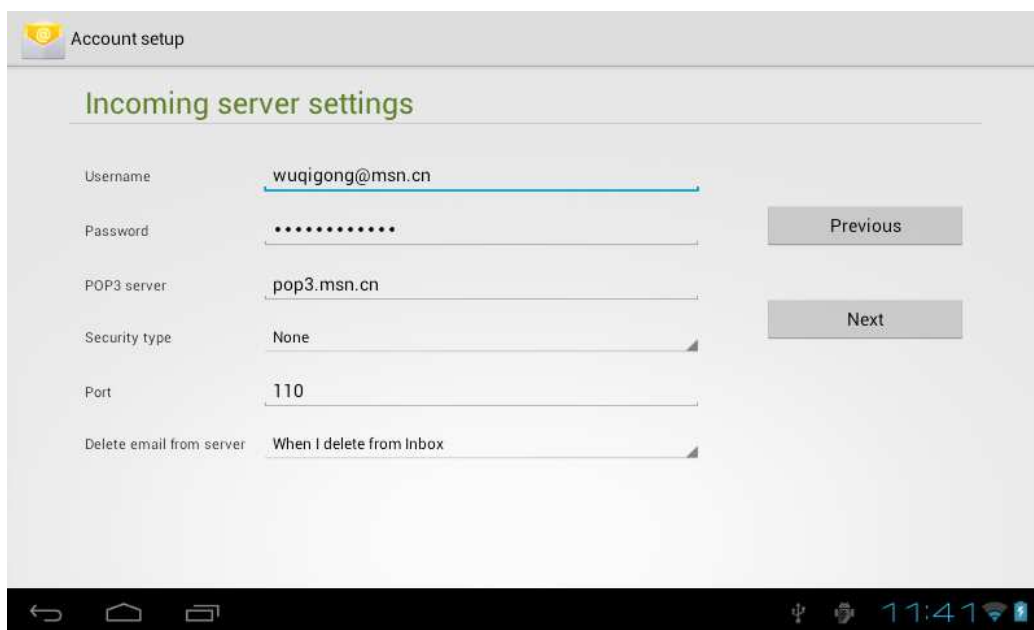 Account setup
Incoming server settings
Username wuqigong@msn.cn
Password ••••••••••••
Previous
POP3 server pop3.msn.cn
Next
Security type None
Port 110
Delete email from server When I delete from Inbox
11:41